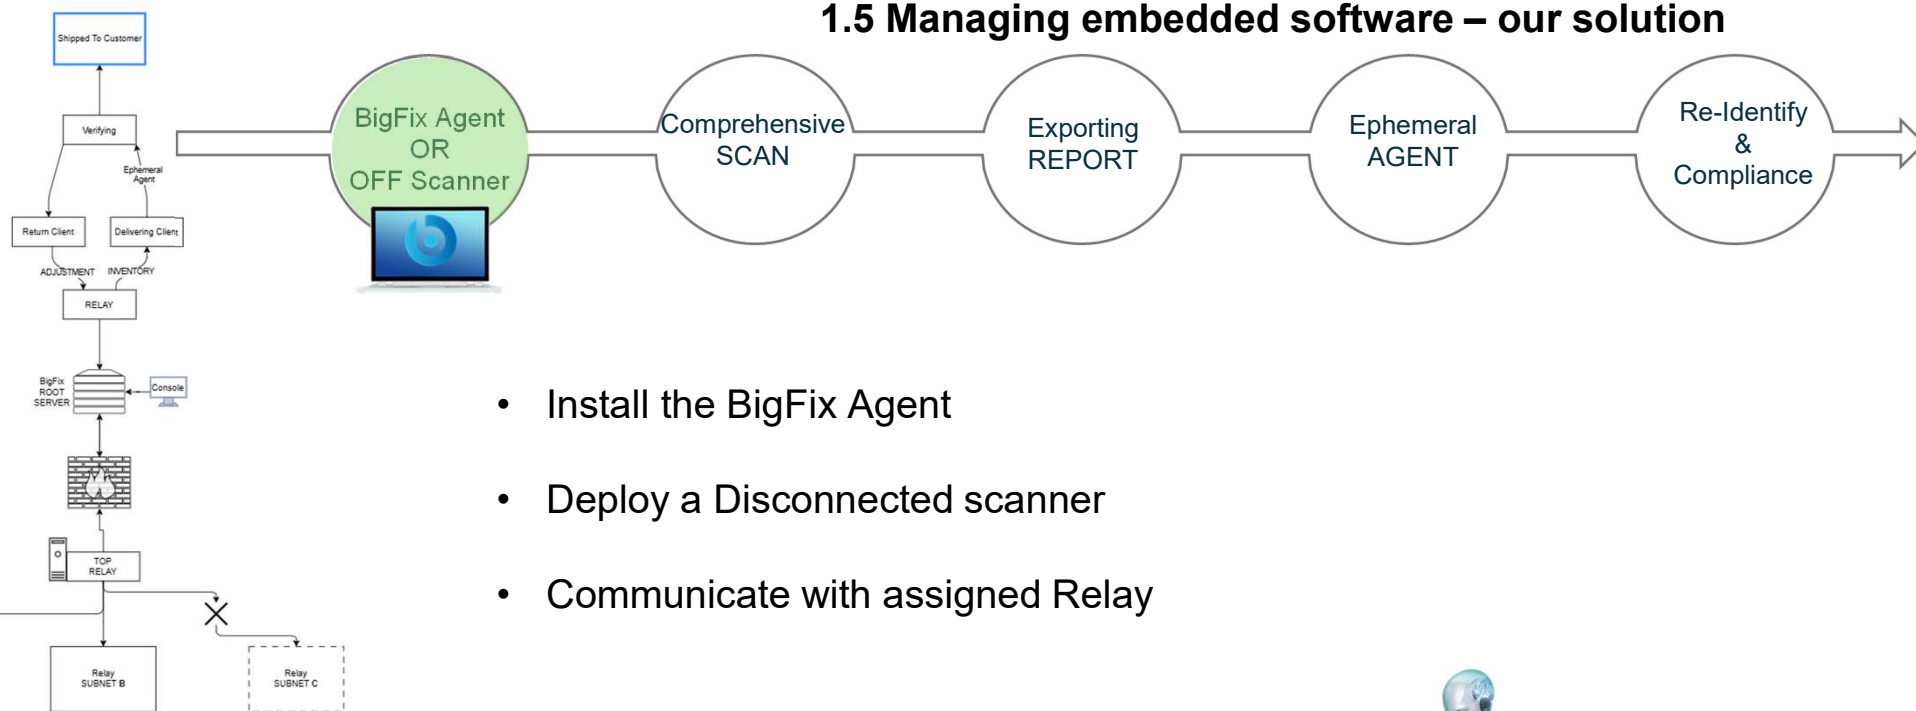 1.5 Managing embedded software – our solution
BigFix Agent
OR
OFF Scanner
Comprehensive
SCAN
Exporting
REPORT
Ephemeral
AGENT
Re-Identify
&
Compliance
• Install the BigFix Agent
• Deploy a Disconnected scanner
• Communicate with assigned Relay
Shipped To Customer
Verifying
Ephemeral
Agent
Return Client
Delivering Client
ADJUSTMENT
INVENTORY
RELAY
BigFix
ROOT
SERVER
Console
TOP
RELAY
Relay
SUBNET B
Relay
SUBNET C